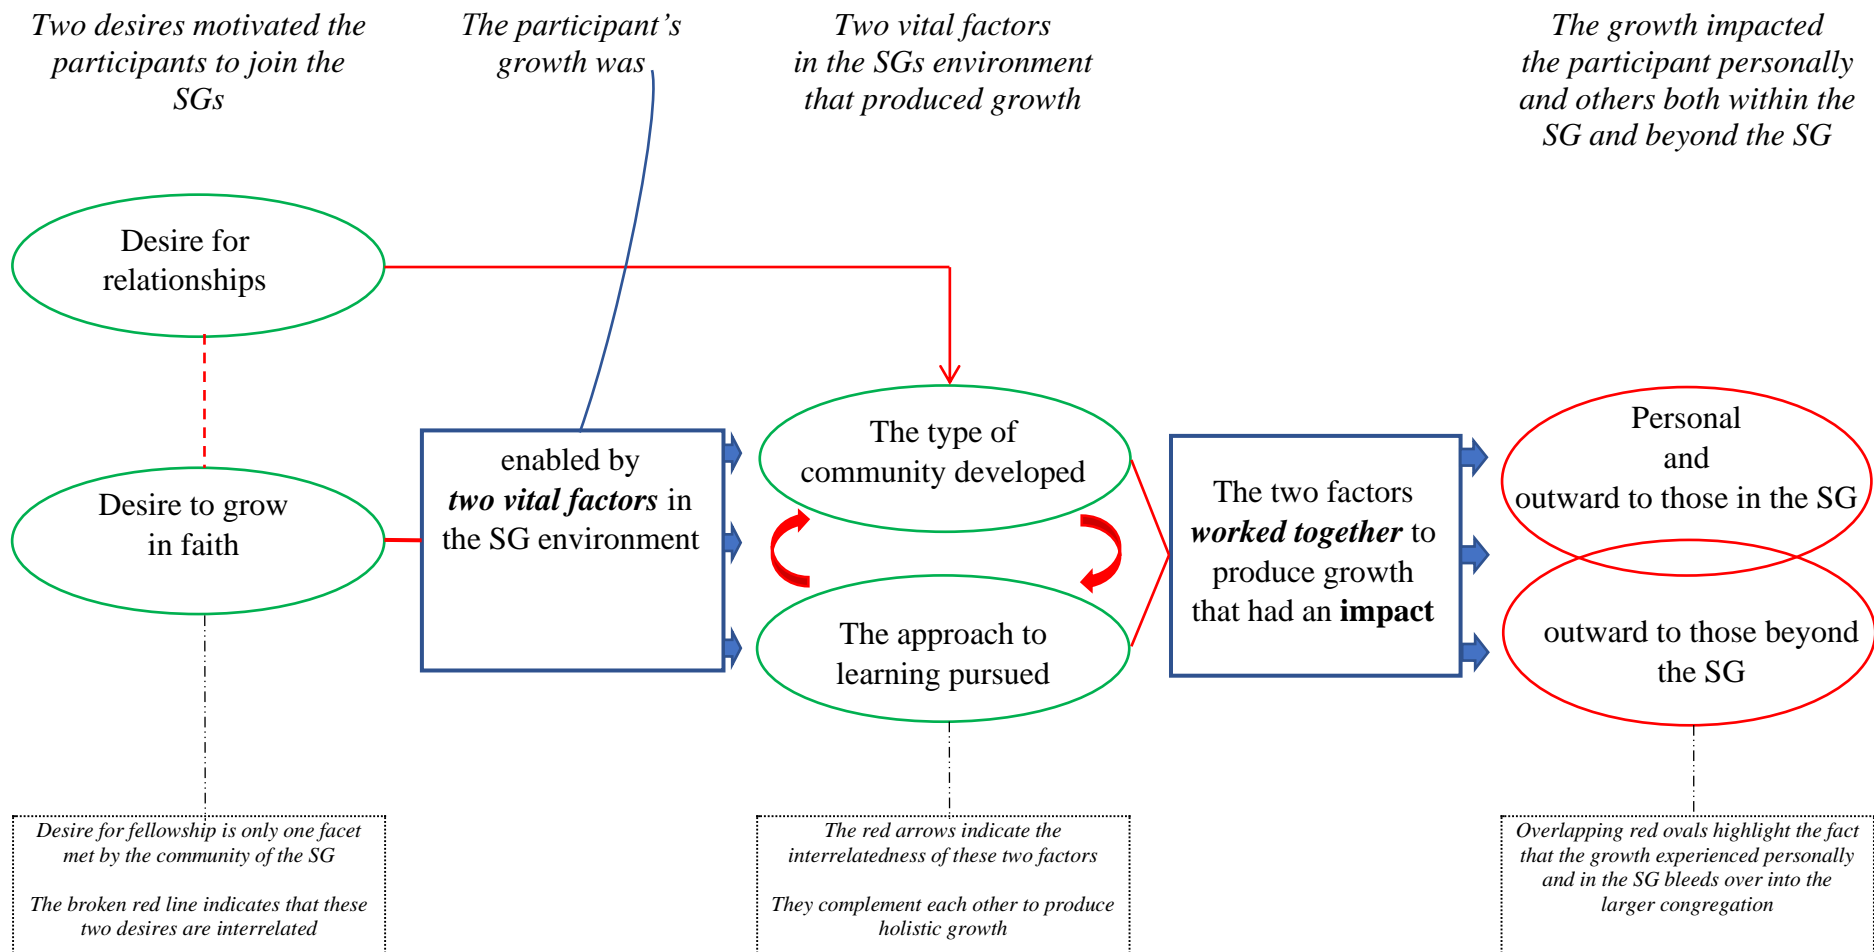 Two desires motivated the
participants to join the
SGs
The participant's
growth was
Two vital factors
in the SGs environment
that produced growth
The growth impacted
the participant personally
and others both within the
SG and beyond the SG
Desire for
relationships
Desire to grow
in faith
enabled by
two vital factors in
the SG environment
The type of
community developed
The approach to
learning pursued
The two factors
worked together to
produce growth
that had an impact
Personal
and
outward to those in the SG
outward to those beyond
the SG
Desire for fellowship is only one facet
met by the community of the SG
The broken red line indicates that these
two desires are interrelated
The red arrows indicate the
interrelatedness of these two factors
They complement each other to produce
holistic growth
Overlapping red ovals highlight the fact
that the growth experienced personally
and in the SG bleeds over into the
larger congregation